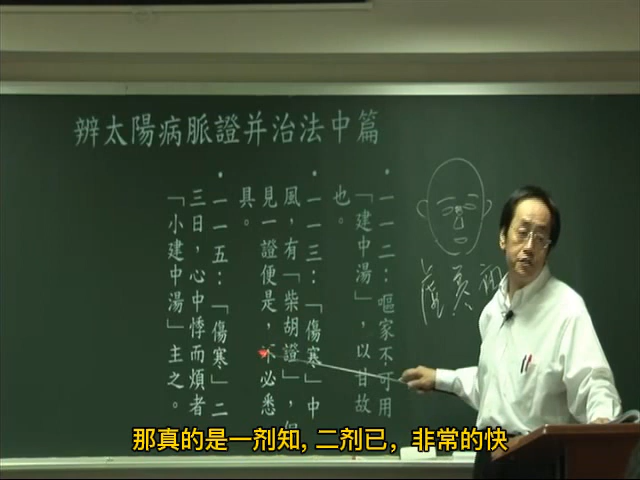 辨太陽病脈證并治法中篇
•一一二：嘔家不可用
「建中湯」，以甘故
也。
•一一三：「傷寒」中
風，有「柴胡證」，但
見一證便是，不必悉
具。
•一一五：「傷寒」二
三日，心中悸而煩者
「小建中湯」主之。
那真的是一剂知，二剂已，非常的快